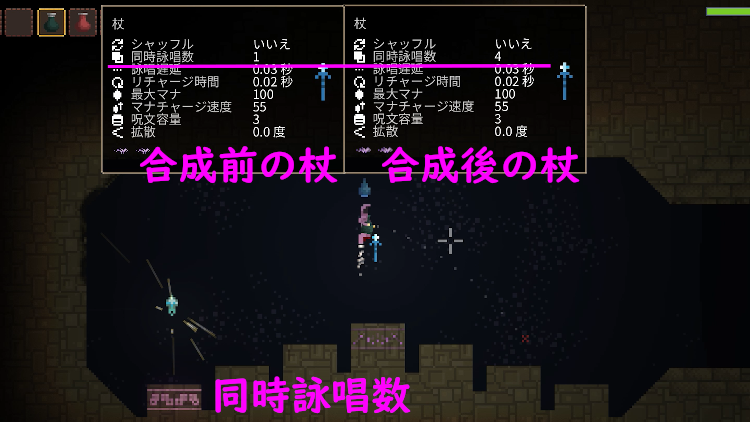 杖
シャッフル いいえ
同時詠唱数 1
詠唱遅延 0.03 秒
リチャージ時間 0.02 秒
最大マナ 100
マナチャージ速度 55
呪文容量 3
拡散 0.0 度
杖
シャッフル いいえ
同時詠唱数 4
詠唱遅延 0.03 秒
リチャージ時間 0.02 秒
最大マナ 100
マナチャージ速度 55
呪文容量 3
拡散 0.0 度
合成前の杖
合成後の杖
同時詠唱数